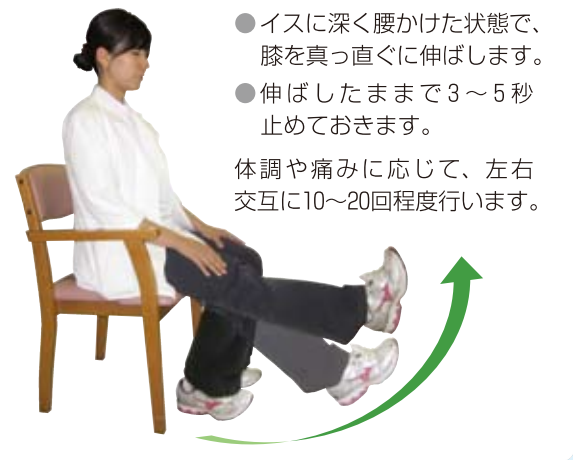 ●イスに深く腰かけた状態で、
膝を真っ直ぐに伸ばします。
●伸ばしたままで3〜5秒
止めておきます。
体調や痛みに応じて、左右
交互に10〜20回程度行います。